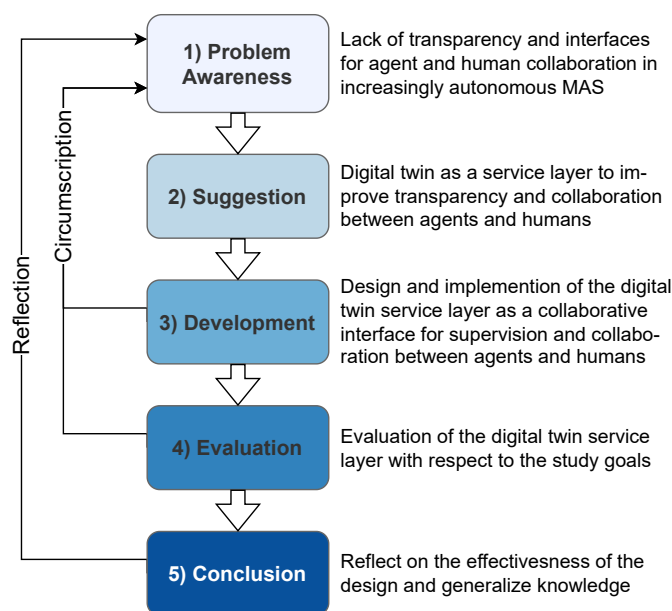 1) Problem
Awareness
Lack of transparency and interfaces
for agent and human collaboration in
increasingly autonomous MAS
Circumscription
Reflection
2) Suggestion
Digital twin as a service layer to im-
prove transparency and collaboration
between agents and humans
3) Development
Design and implemention of the digital
twin service layer as a collaborative
interface for supervision and collabo-
ration between agents and humans
4) Evaluation
Evaluation of the digital twin service
layer with respect to the study goals
5) Conclusion
Reflect on the effectivesness of the
design and generalize knowledge